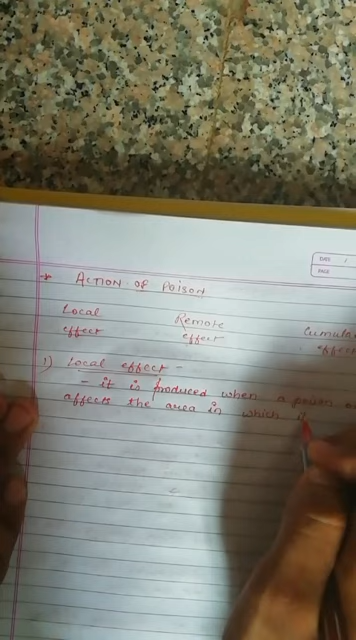 DATE /
PAGE
* ACTION OF POISON
Local Remote
effect effect
1) Local effect -
- it is produced when a poison
affects the area in which